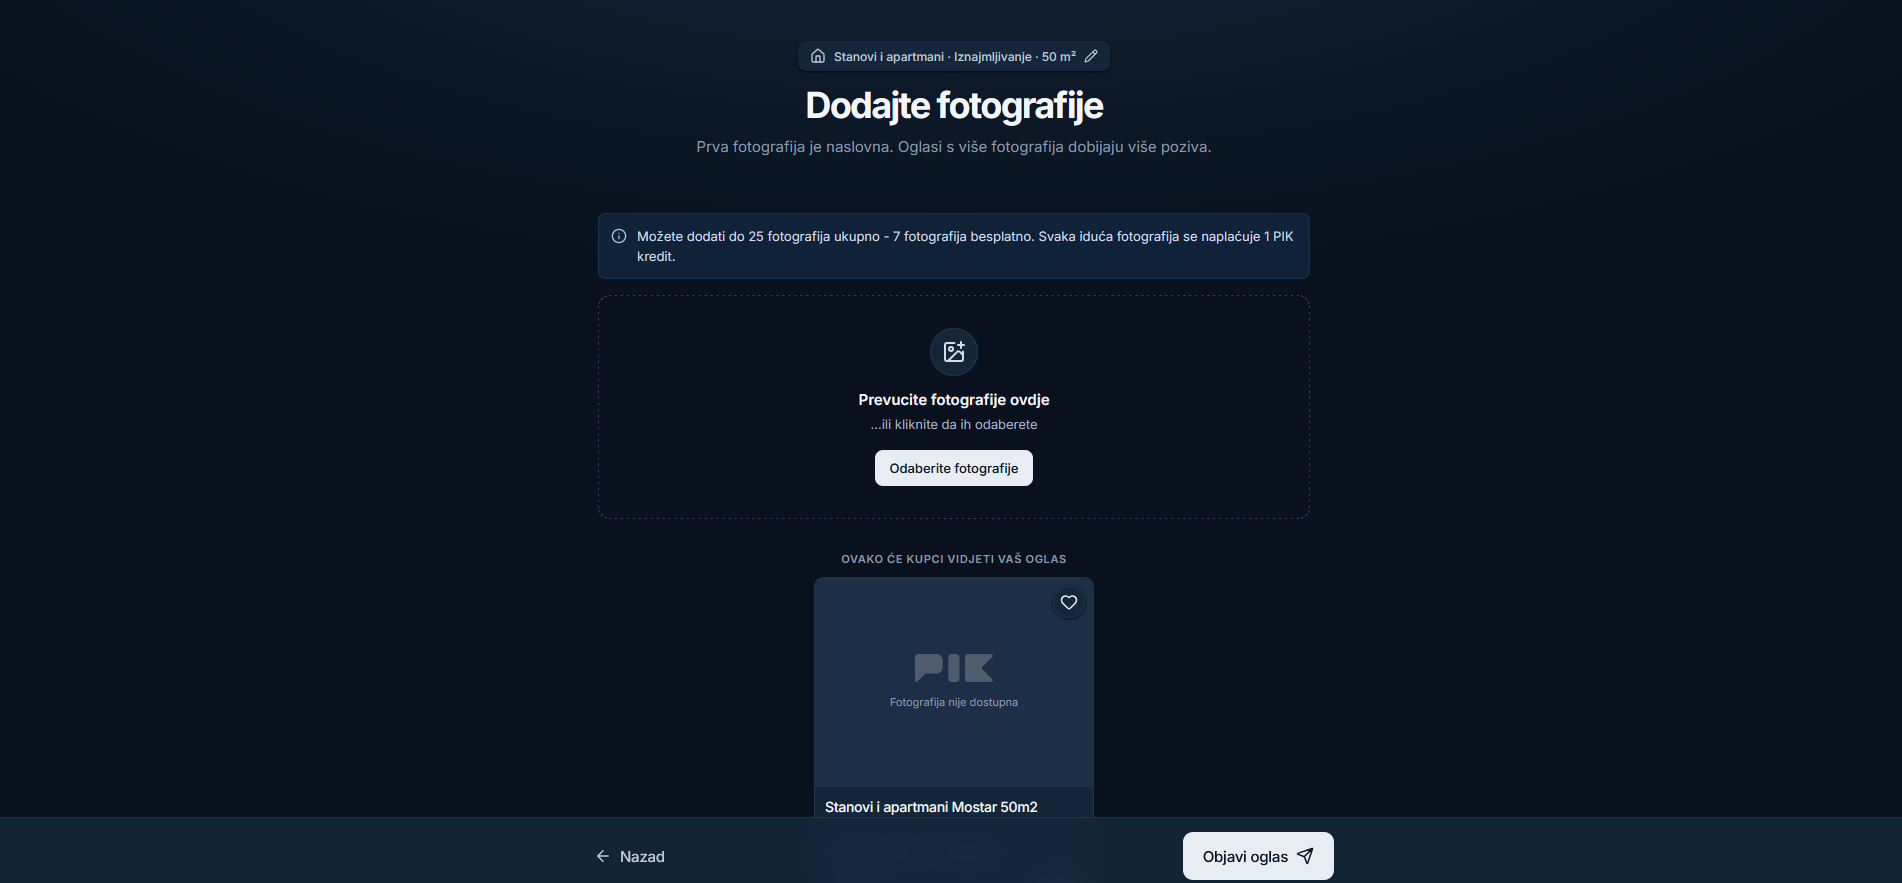 Stanovi i apartmani · Iznajmljivanje · 50 m²
Dodajte fotografije
Prva fotografija je naslovna. Oglasi s više fotografija dobijaju više poziva.
Možete dodati do 25 fotografija ukupno - 7 fotografija besplatno. Svaka iduća fotografija se naplaćuje 1 PIK
kredit.
Prevucite fotografije ovdje
...ili kliknite da ih odaberete
Odaberite fotografije
OVAKO ĆE KUPCI VIDJETI VAŠ OGLAS
PIK
Fotografija nije dostupna
Stanovi i apartmani Mostar 50m2
Nazad
Objavi oglas